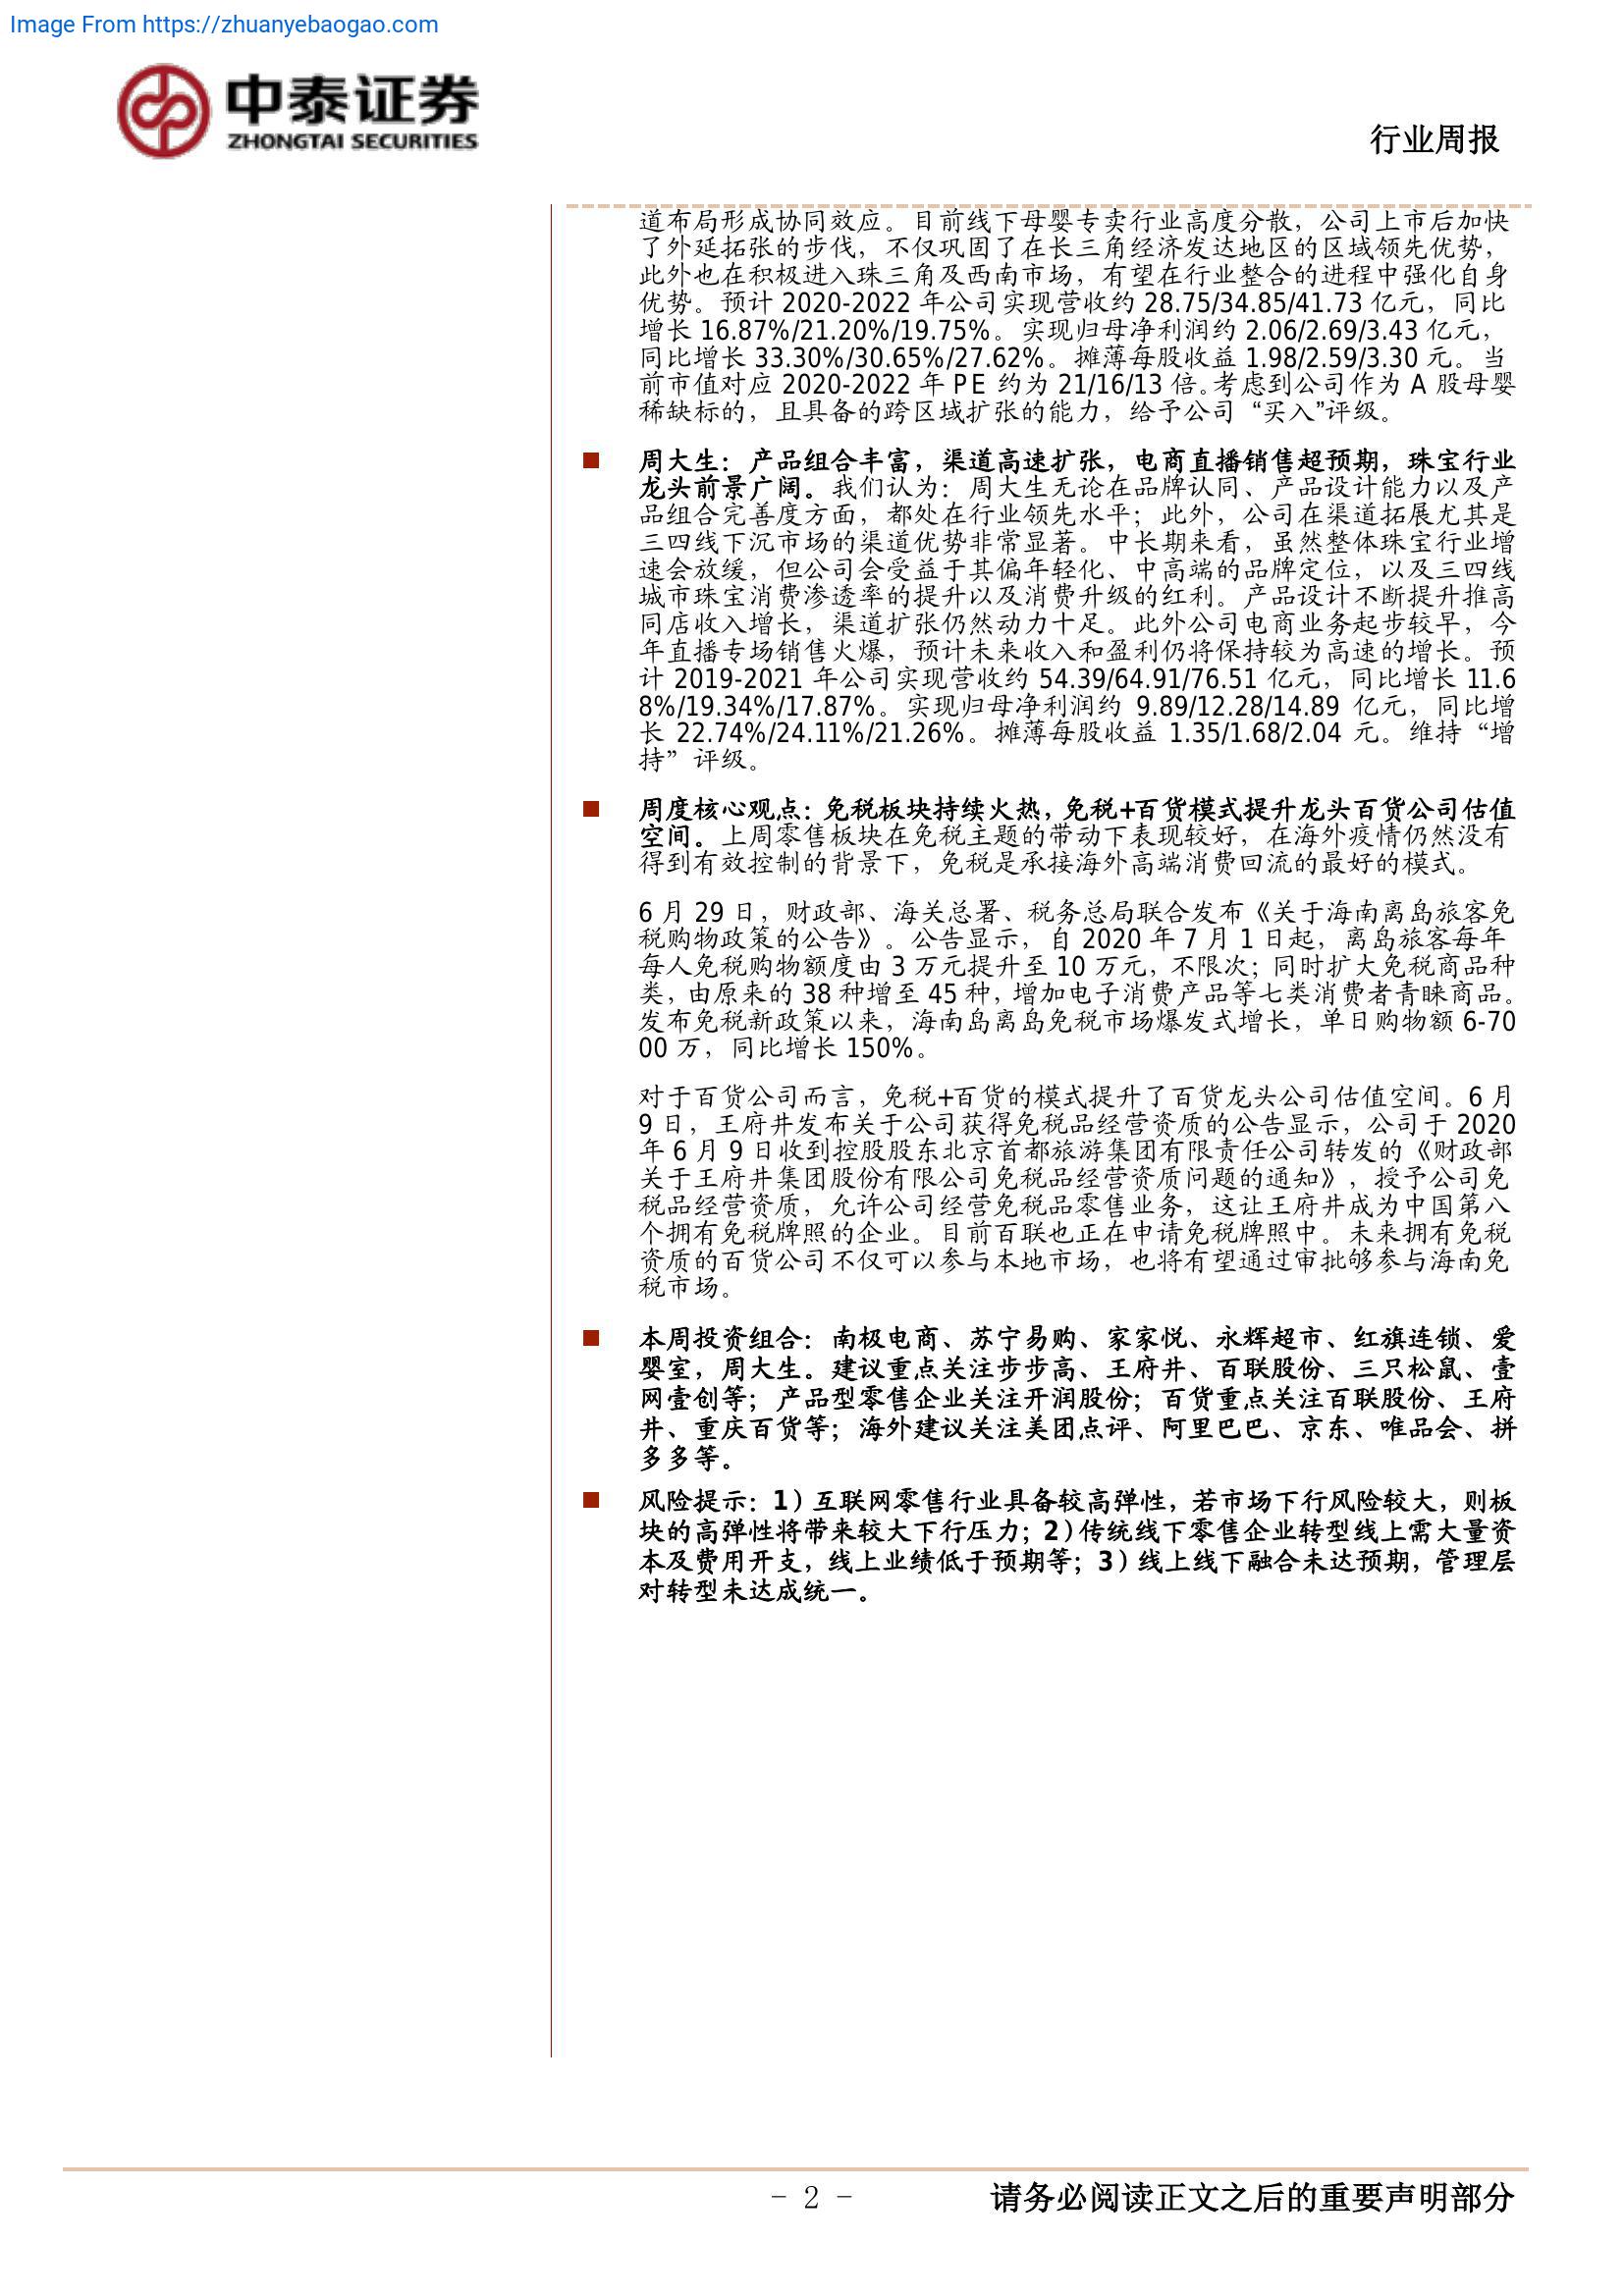 Image From https://zhuanyebaogao.com
中泰证券
ZHONGTAI SECURITIES
行业周报
道布局形成协同效应。目前线下母婴专卖行业高度分散，公司上市后加快
了外延拓张的步伐，不仅巩固了在长三角经济发达地区的区域领先优势，
此外也在积极进入珠三角及西南市场，有望在行业整合的进程中强化自身
优势。预计 2020-2022 年公司实现营收约 28.75/34.85/41.73 亿元，同比
增长 16.87%/21.20%/19.75%。实现归母净利润约 2.06/2.69/3.43 亿元，
同比增长 33.30%/30.65%/27.62%。摊薄每股收益 1.98/2.59/3.30 元。当
前市值对应 2020-2022 年 PE 约为 21/16/13 倍。考虑到公司作为 A 股母婴
稀缺标的，且具备的跨区域扩张的能力，给予公司“买入”评级。
■ 周大生：产品组合丰富，渠道高速扩张，电商直播销售超预期，珠宝行业
龙头前景广阔。我们认为：周大生无论在品牌认同、产品设计能力以及产
品组合完善度方面，都处在行业领先水平；此外，公司在渠道拓展尤其是
三四线下沉市场的渠道优势非常显著。中长期来看，虽然整体珠宝行业增
速会放缓，但公司会受益于其偏年轻化、中高端的品牌定位，以及三四线
城市珠宝消费渗透率的提升以及消费升级的红利。产品设计不断提升推高
同店收入增长，渠道扩张仍然动力十足。此外公司电商业务起步较早，今
年直播专场销售火爆，预计未来收入和盈利仍将保持较为高速的增长。预
计 2019-2021 年公司实现营收约 54.39/64.91/76.51 亿元，同比增长 11.6
8%/19.34%/17.87%。实现归母净利润约 9.89/12.28/14.89 亿元，同比增
长 22.74%/24.11%/21.26%。摊薄每股收益 1.35/1.68/2.04 元。维持“增
持”评级。
■ 周度核心观点：免税板块持续火热，免税+百货模式提升龙头百货公司估值
空间。上周零售板块在免税主题的带动下表现较好，在海外疫情仍然没有
得到有效控制的背景下，免税是承接海外高端消费回流的最好的模式。
6 月 29 日，财政部、海关总署、税务总局联合发布《关于海南离岛旅客免
税购物政策的公告》。公告显示，自 2020 年 7 月 1 日起，离岛旅客每年
每人免税购物额度由 3 万元提升至 10 万元，不限次；同时扩大免税商品种
类，由原来的 38 种增至 45 种，增加电子消费产品等七类消费者青睐商品。
发布免税新政策以来，海南岛离岛免税市场爆发式增长，单日购物额 6-70
00 万，同比增长 150%。
对于百货公司而言，免税+百货的模式提升了百货龙头公司估值空间。6 月
9 日，王府井发布关于公司获得免税品经营资质的公告显示，公司于 2020
年 6 月 9 日收到控股股东北京首都旅游集团有限责任公司转发的《财政部
关于王府井集团股份有限公司免税品经营资质问题的通知》，授予公司免
税品经营资质，允许公司经营免税品零售业务，这让王府井成为中国第八
个拥有免税牌照的企业。目前百联也正在申请免税牌照中。未来拥有免税
资质的百货公司不仅可以参与本地市场，也将有望通过审批够参与海南免
税市场。
■ 本周投资组合：南极电商、苏宁易购、家家悦、永辉超市、红旗连锁、爱
婴室，周大生。建议重点关注步步高、王府井、百联股份、三只松鼠、壹
网壹创等；产品型零售企业关注开润股份；百货重点关注百联股份、王府
井、重庆百货等；海外建议关注美团点评、阿里巴巴、京东、唯品会、拼
多多等。
■ 风险提示：1）互联网零售行业具备较高弹性，若市场下行风险较大，则板
块的高弹性将带来较大下行压力；2）传统线下零售企业转型线上需大量资
本及费用开支，线上业绩低于预期等；3）线上线下融合未达预期，管理层
对转型未达成统一。
- 2 -
请务必阅读正文之后的重要声明部分